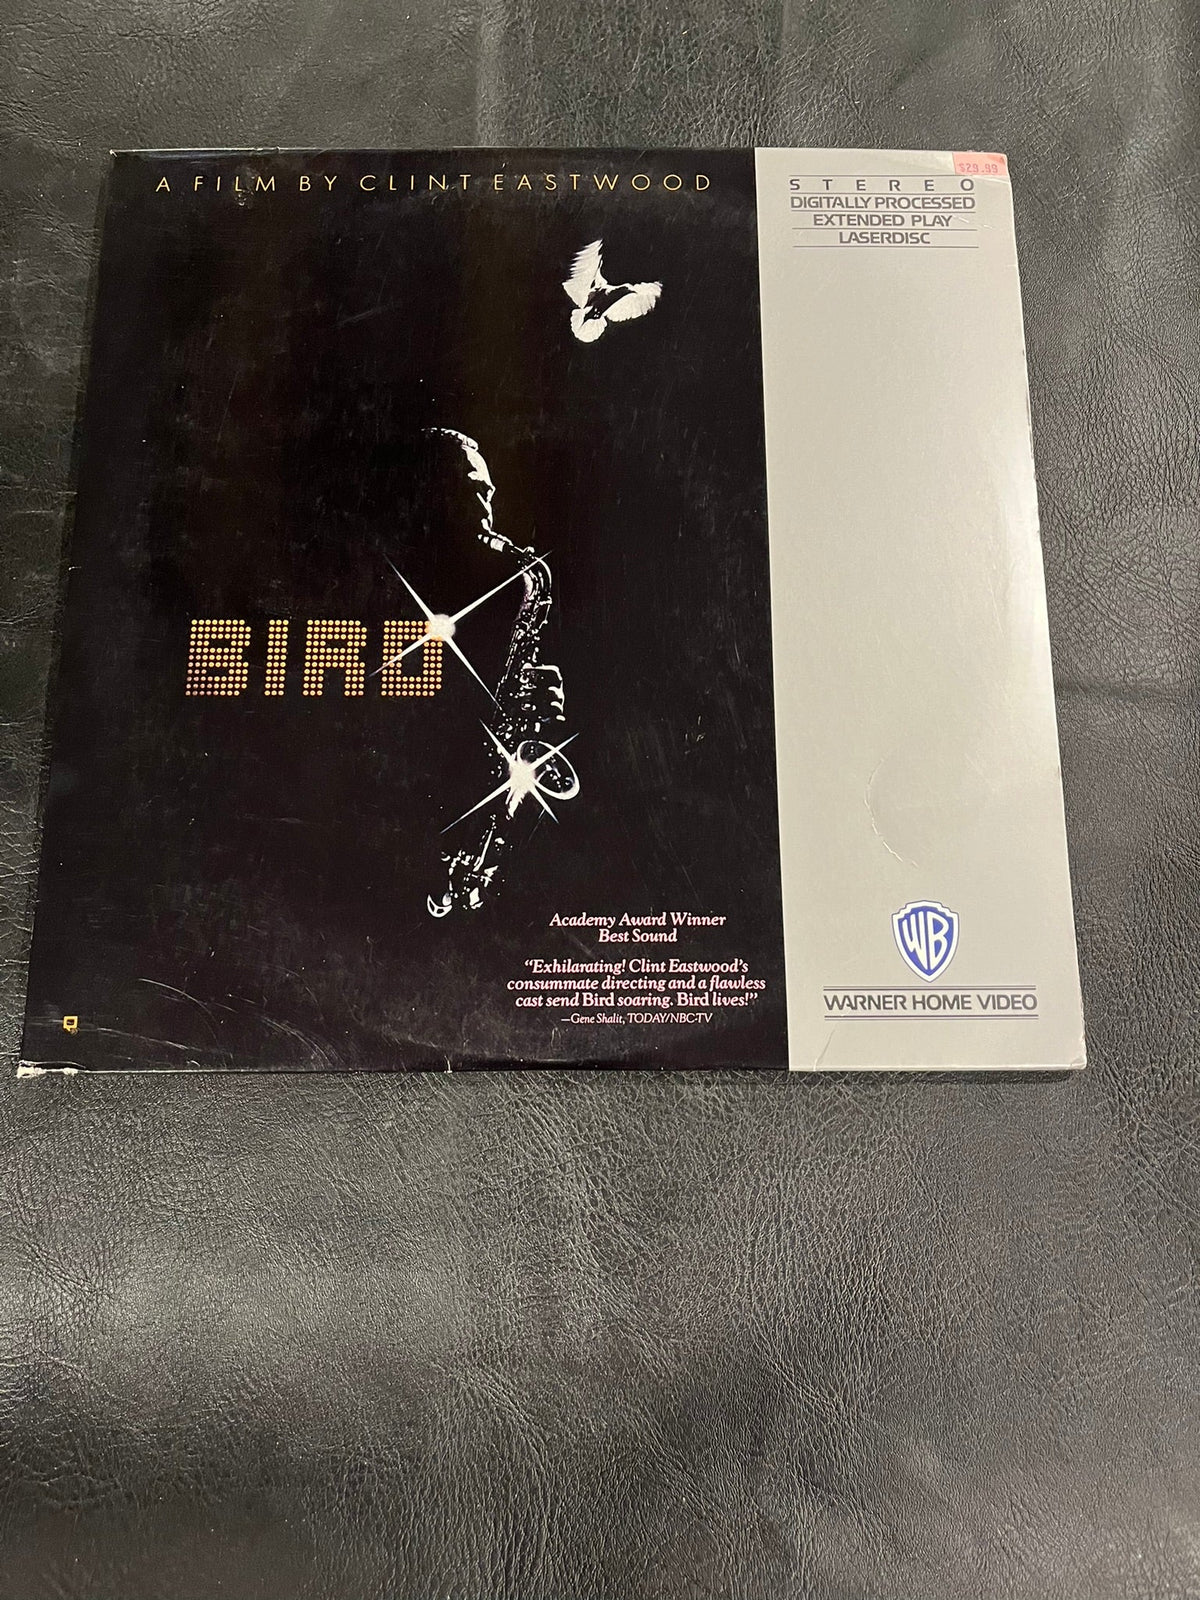 A FILM BY CLINT EASTWOOD
$29.99
STEREO
DIGITALLY PROCESSED
EXTENDED PLAY
LASERDISC
BIRD
Academy Award Winner
Best Sound
“Exhilarating! Clint Eastwood’s
consummate directing and a flawless
cast send Bird soaring. Bird lives!”
—Gene Shalit, TODAY/NBC-TV
WB
WARNER HOME VIDEO